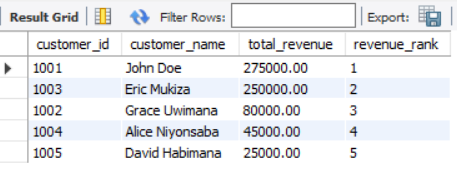 Result Grid Filter Rows: Export:
customer_id customer_name total_revenue revenue_rank
1001 John Doe 275000.00 1
1003 Eric Mukiza 250000.00 2
1002 Grace Uwimana 80000.00 3
1004 Alice Niyonsaba 45000.00 4
1005 David Habimana 25000.00 5